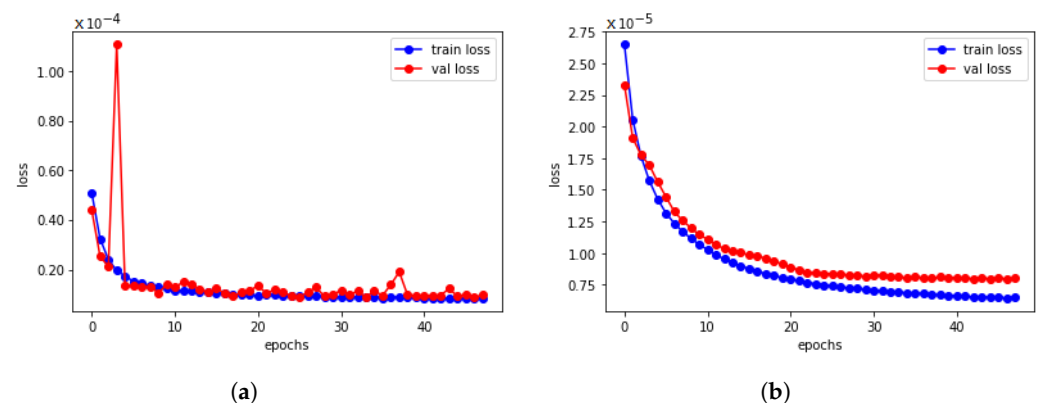 x 10⁻⁴
1.00
0.80
0.60
0.40
0.20
0
10
20
30
40
loss
epochs
train loss
val loss
(a)
x 10⁻⁵
2.75
2.50
2.25
2.00
1.75
1.50
1.25
1.00
0.75
0
10
20
30
40
loss
epochs
train loss
val loss
(b)